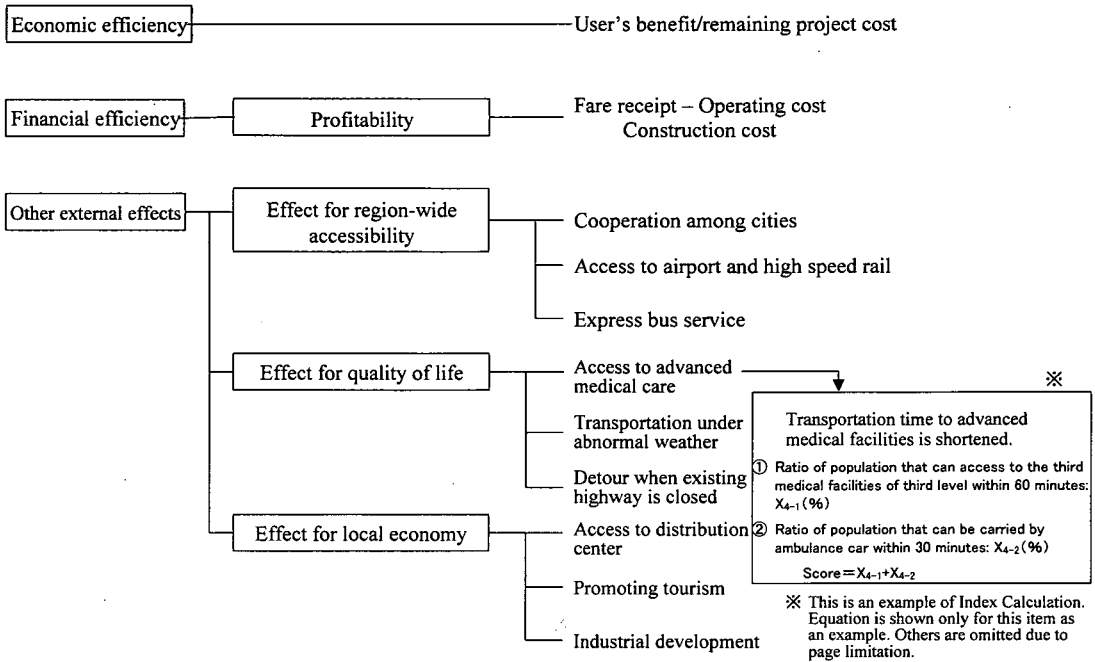 Economic efficiency
User's benefit/remaining project cost
Financial efficiency
Profitability
Fare receipt – Operating cost
Construction cost
Other external effects
Effect for region-wide
accessibility
Cooperation among cities
Access to airport and high speed rail
Express bus service
Effect for quality of life
Access to advanced
medical care
Transportation under
abnormal weather
Detour when existing
highway is closed
※
Transportation time to advanced
medical facilities is shortened.
① Ratio of population that can access to the third
medical facilities of third level within 60 minutes:
X4-1(%)
② Ratio of population that can be carried by
ambulance car within 30 minutes: X4-2(%)
Score=X4-1+X4-2
Effect for local economy
Access to distribution
center
Promoting tourism
Industrial development
※ This is an example of Index Calculation.
Equation is shown only for this item as
an example. Others are omitted due to
page limitation.